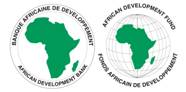 BANQUE AFRICAINE DE DEVELOPPEMENT
AFRICAN DEVELOPMENT BANK
AFRICAN DEVELOPMENT FUND
FONDS AFRICAIN DE DEVELOPPEMENT